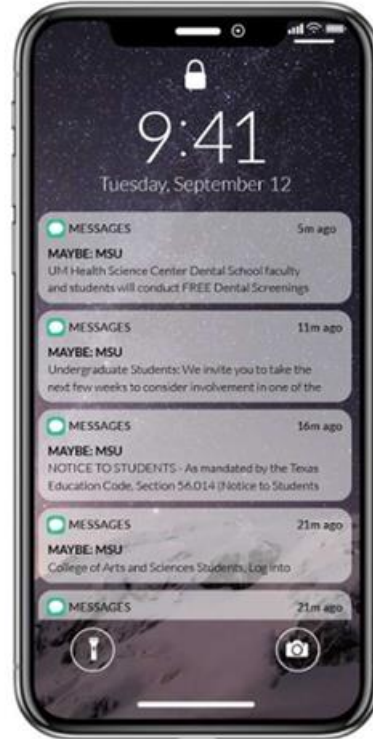 9:41
Tuesday, September 12
MESSAGES 5m ago
MAYBE: MSU
UM Health Science Center Dental School faculty
and students will conduct FREE Dental Screenings
MESSAGES 11m ago
MAYBE: MSU
Undergraduate Students: We invite you to take the
next few weeks to consider involvement in one of the
MESSAGES 16m ago
MAYBE: MSU
NOTICE TO STUDENTS - As mandated by the Texas
Education Code, Section 56.014 (Notice to Students
MESSAGES 21m ago
MAYBE: MSU
College of Arts and Sciences Students, Log into
MESSAGES 21m ago